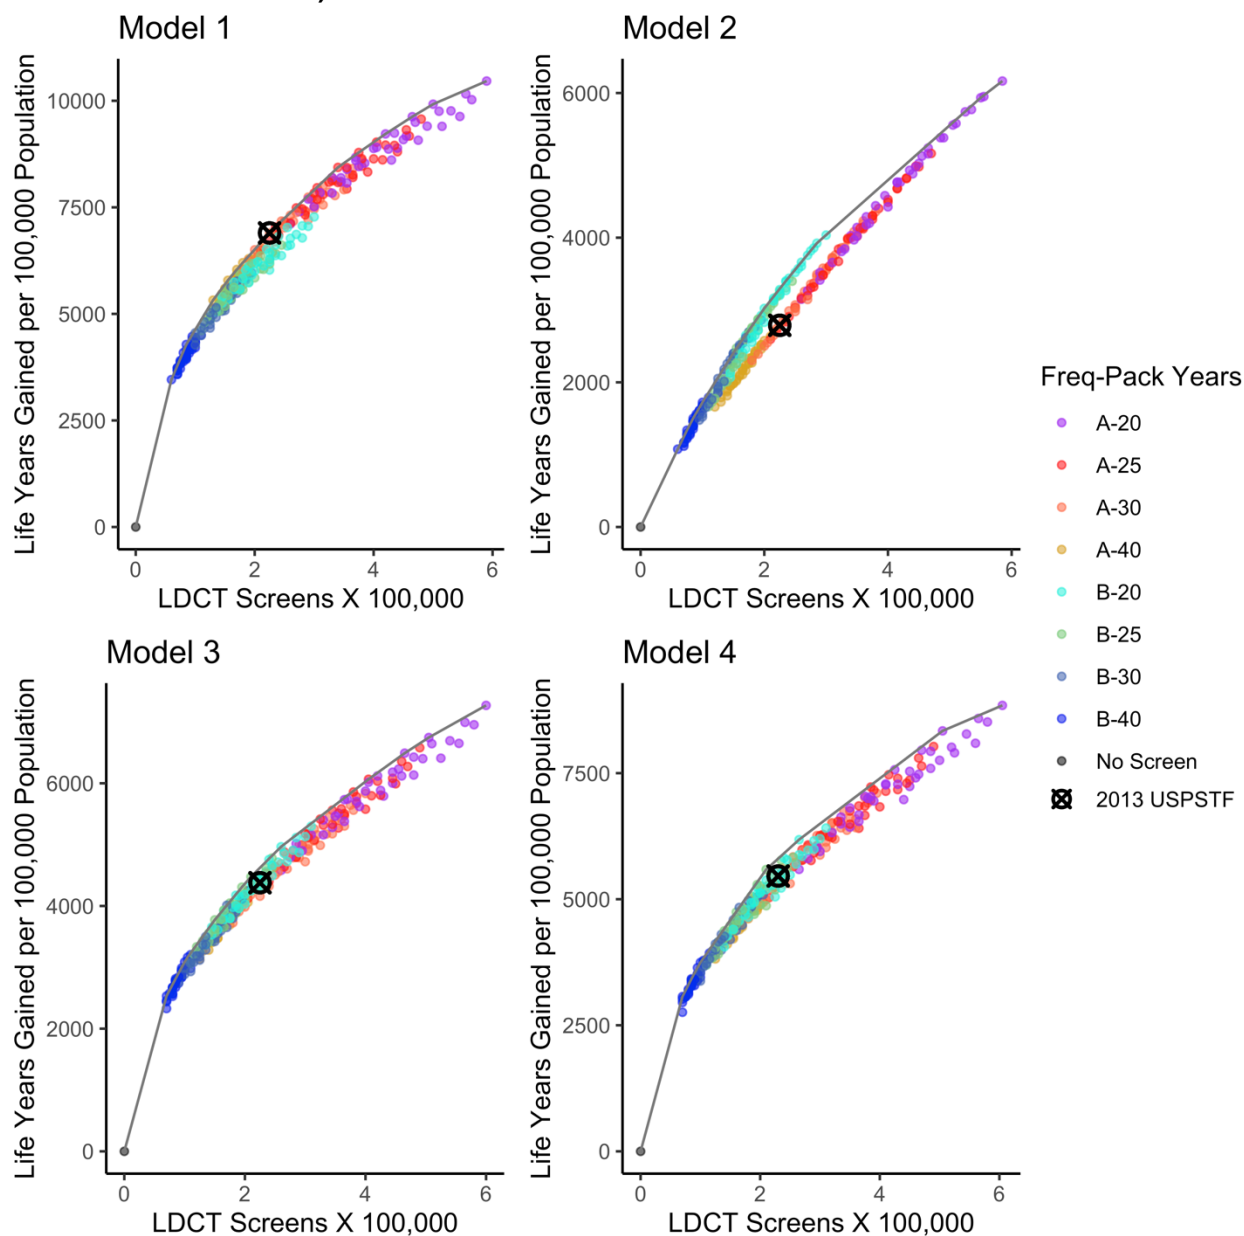 Model 1
Life Years Gained per 100,000 Population
10000
7500
5000
2500
0
0 2 4 6
LDCT Screens X 100,000
Model 2
Life Years Gained per 100,000 Population
6000
4000
2000
0
0 2 4 6
LDCT Screens X 100,000
Model 3
Life Years Gained per 100,000 Population
6000
4000
2000
0
0 2 4 6
LDCT Screens X 100,000
Model 4
Life Years Gained per 100,000 Population
7500
5000
2500
0
0 2 4 6
LDCT Screens X 100,000
Freq-Pack Years
A-20
A-25
A-30
A-40
B-20
B-25
B-30
B-40
No Screen
2013 USPSTF